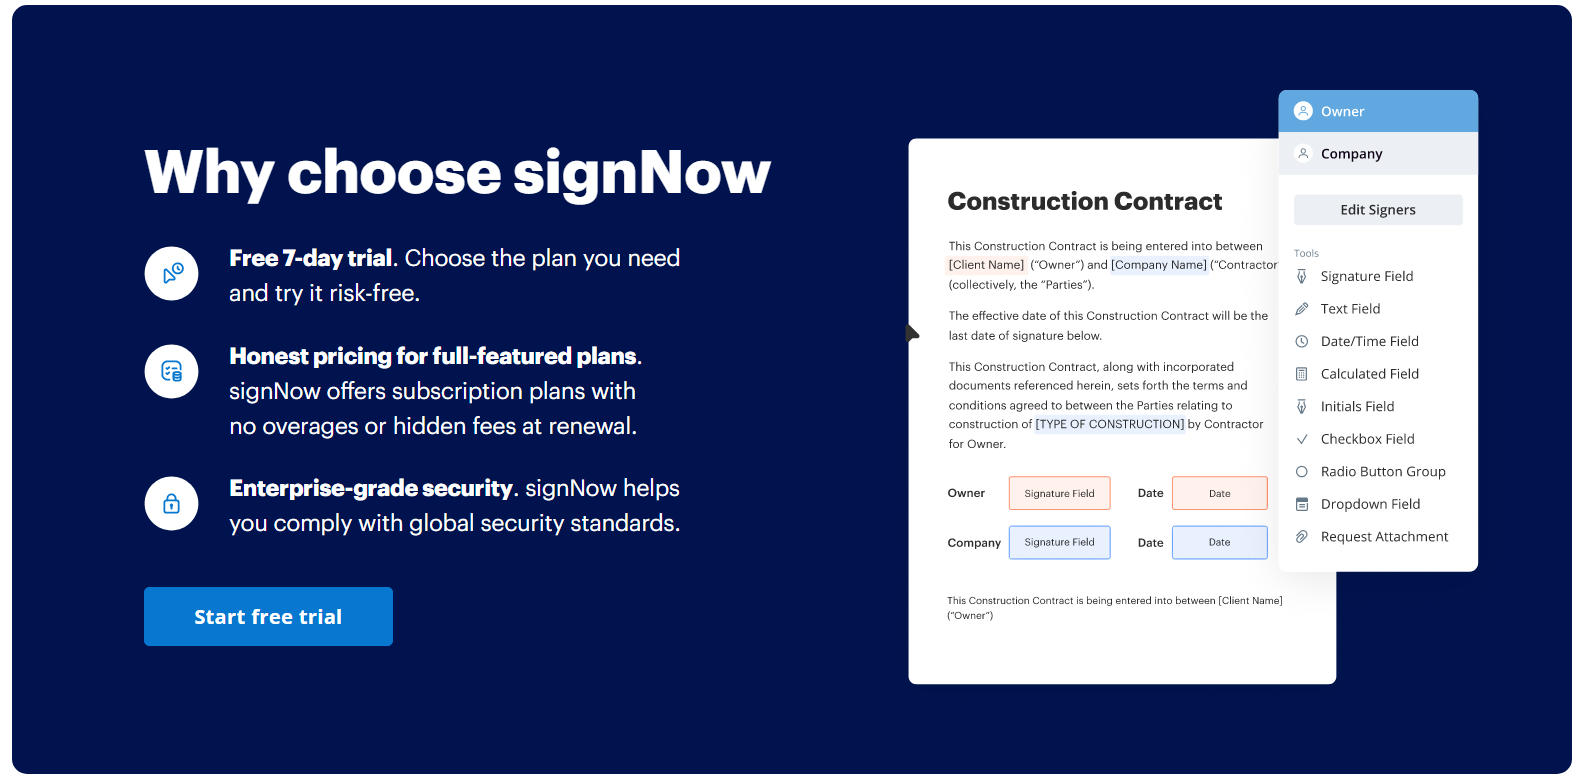 Why choose signNow
Free 7-day trial. Choose the plan you need
and try it risk-free.
Honest pricing for full-featured plans.
signNow offers subscription plans with
no overages or hidden fees at renewal.
Enterprise-grade security. signNow helps
you comply with global security standards.
Start free trial
Construction Contract
This Construction Contract is being entered into between
[Client Name] (“Owner”) and [Company Name] (“Contractor
(collectively, the “Parties”).
The effective date of this Construction Contract will be the
last date of signature below.
This Construction Contract, along with incorporated
documents referenced herein, sets forth the terms and
conditions agreed to between the Parties relating to
construction of [TYPE OF CONSTRUCTION] by Contractor
for Owner.
Owner Signature Field Date Date
Company Signature Field Date Date
This Construction Contract is being entered into between [Client Name]
(“Owner”)
Owner
Company
Edit Signers
Tools
Signature Field
Text Field
Date/Time Field
Calculated Field
Initials Field
Checkbox Field
Radio Button Group
Dropdown Field
Request Attachment